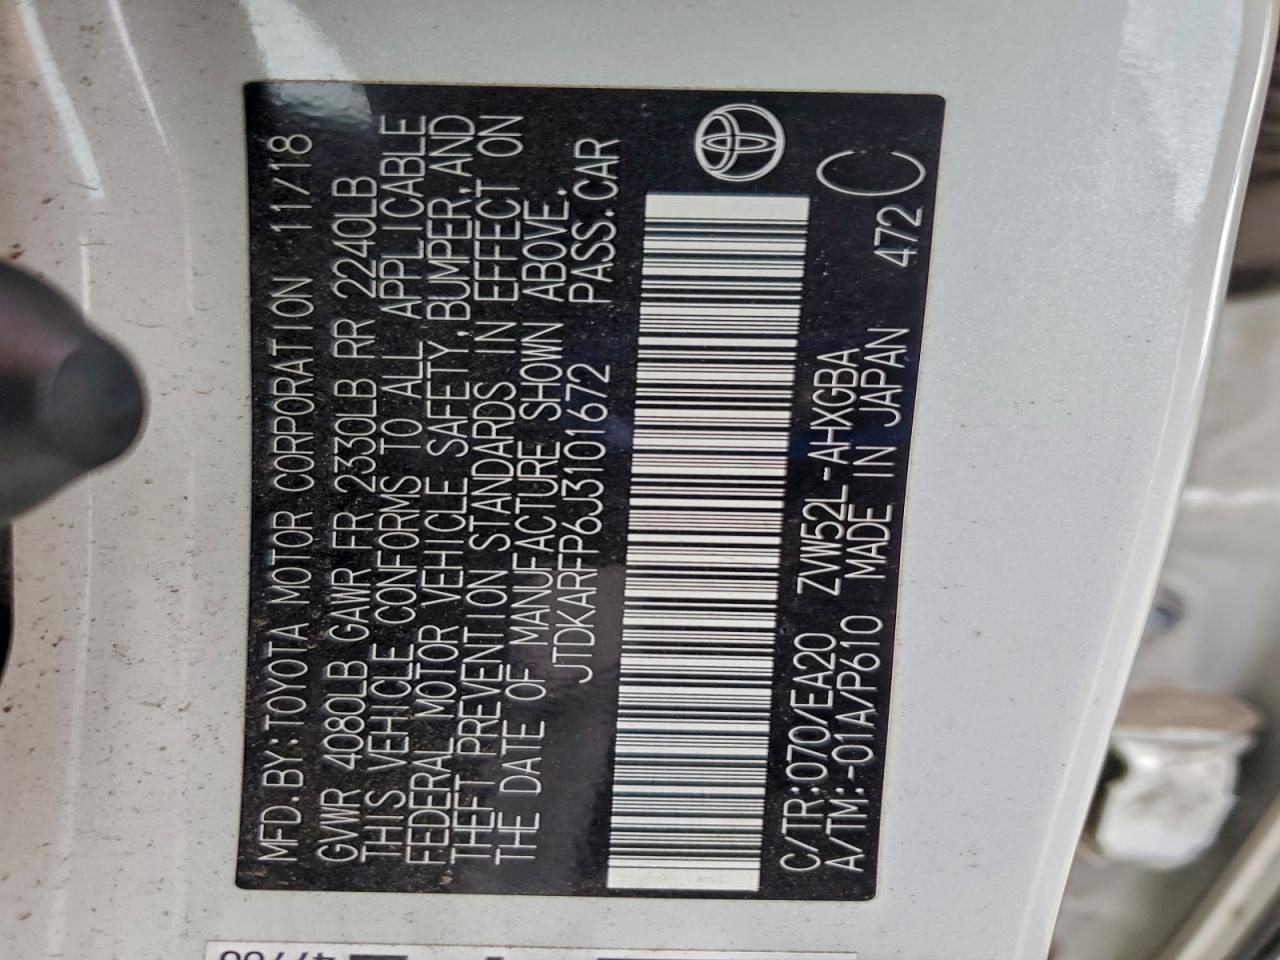 MFD.BY:TOYOTA MOTOR CORPORATION 11/18
GVWR 4080LB GAWR FR 2330LB RR 2240LB
THIS VEHICLE CONFORMS TO ALL APPLICABLE
FEDERAL MOTOR VEHICLE SAFETY,BUMPER,AND
THEFT PREVENTION STANDARDS IN EFFECT ON
THE DATE OF MANUFACTURE SHOWN ABOVE.
JTDKARFP6J3101672 PASS.CAR
C/TR:070/EA20 ZVW52L-AHXGBA
A/TM:-01A/P610 MADE IN JAPAN 472 C